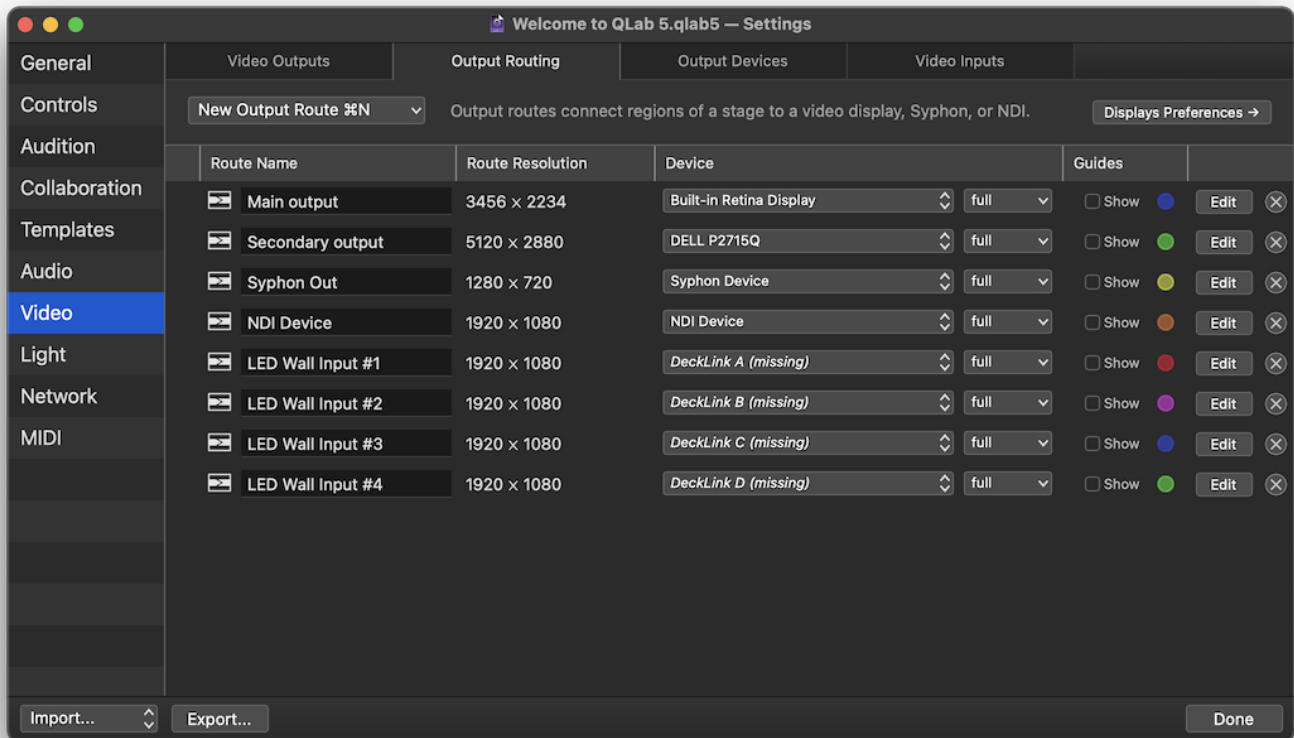 Welcome to QLab 5.qlab5 — Settings
General
Controls
Audition
Collaboration
Templates
Audio
Video
Light
Network
MIDI
Video Outputs Output Routing Output Devices Video Inputs
New Output Route ⌘N Output routes connect regions of a stage to a video display, Syphon, or NDI. Displays Preferences →
Route Name Route Resolution Device Guides
Main output 3456 × 2234 Built-in Retina Display full Show Edit
Secondary output 5120 × 2880 DELL P2715Q full Show Edit
Syphon Out 1280 × 720 Syphon Device full Show Edit
NDI Device 1920 × 1080 NDI Device full Show Edit
LED Wall Input #1 1920 × 1080 DeckLink A (missing) full Show Edit
LED Wall Input #2 1920 × 1080 DeckLink B (missing) full Show Edit
LED Wall Input #3 1920 × 1080 DeckLink C (missing) full Show Edit
LED Wall Input #4 1920 × 1080 DeckLink D (missing) full Show Edit
Import... Export... Done